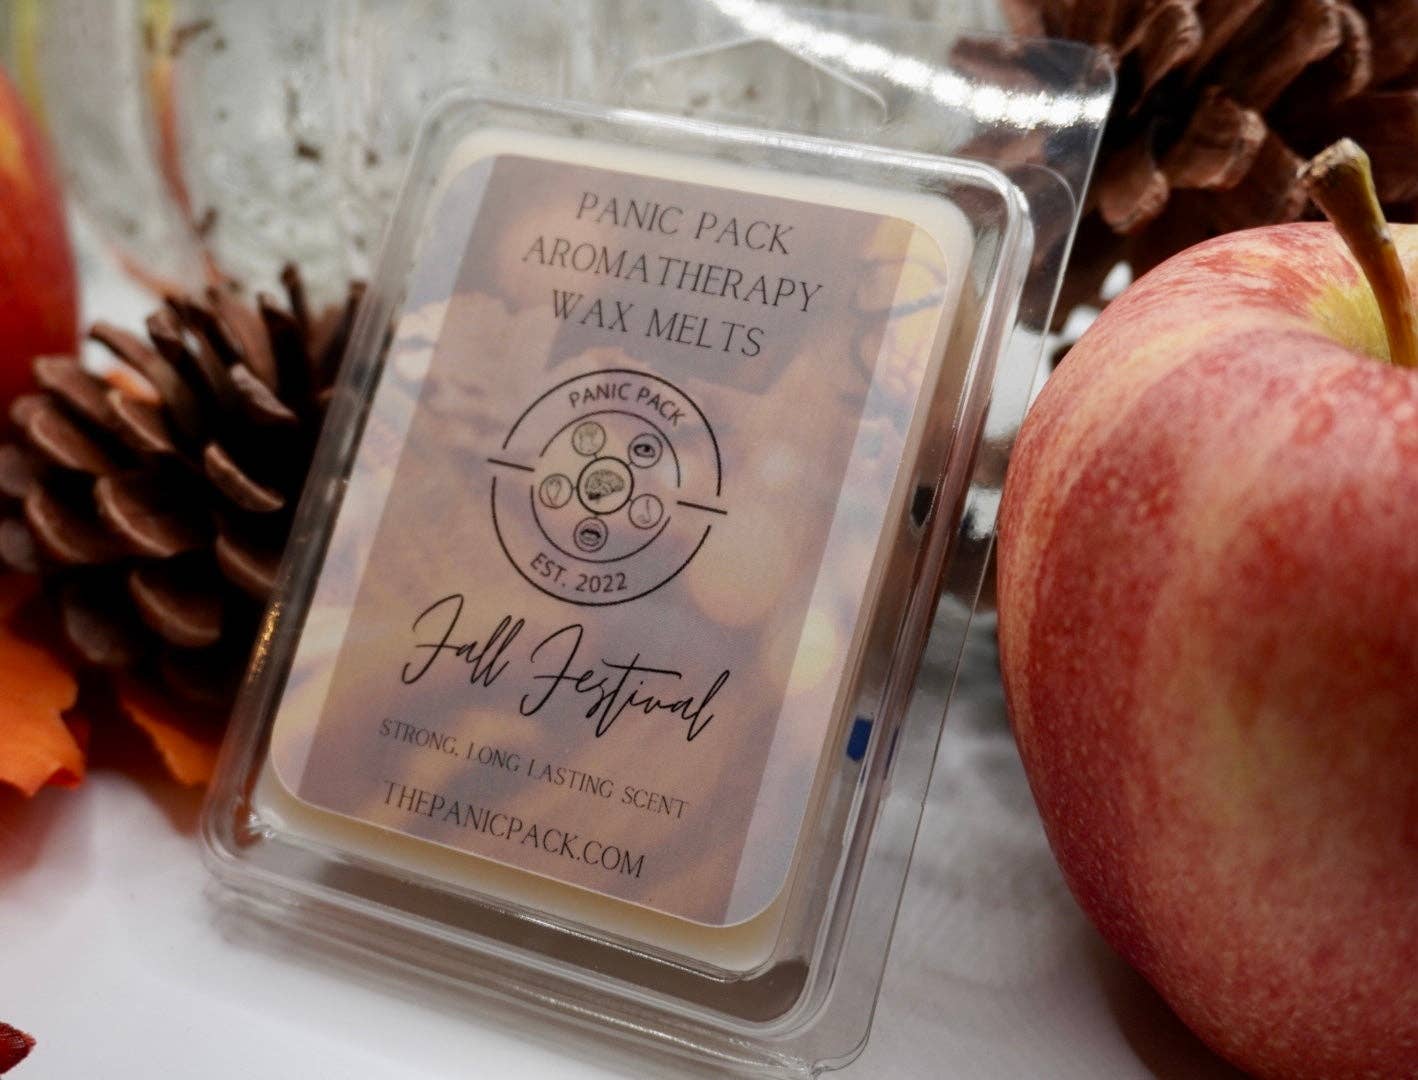 PANIC PACK
AROMATHERAPY
WAX MELTS
PANIC PACK
EST. 2022
Fall Festival
STRONG, LONG LASTING SCENT
THEPANICPACK.COM